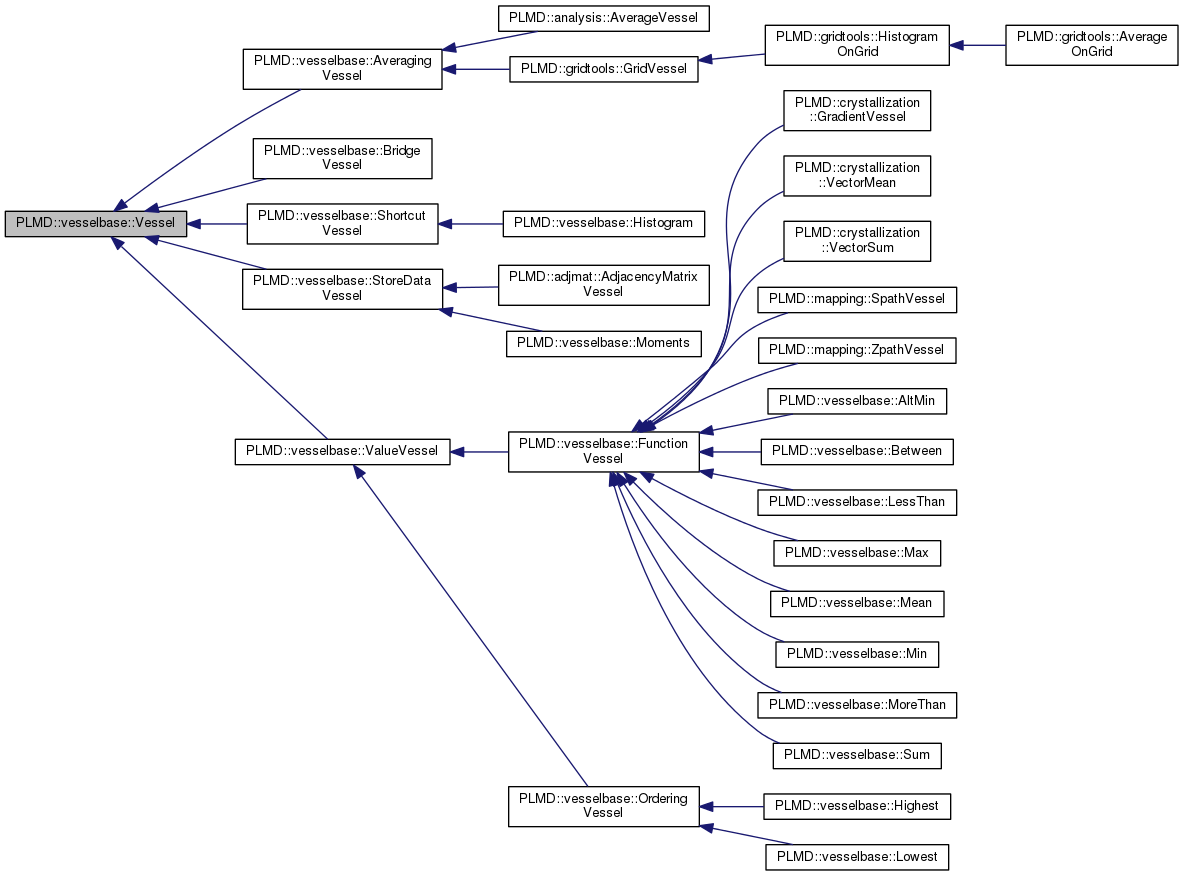 PLMD::vesselbase::Vessel
PLMD::vesselbase::Averaging
Vessel
PLMD::vesselbase::Bridge
Vessel
PLMD::vesselbase::Shortcut
Vessel
PLMD::vesselbase::StoreData
Vessel
PLMD::vesselbase::ValueVessel
PLMD::analysis::AverageVessel
PLMD::gridtools::GridVessel
PLMD::vesselbase::Histogram
PLMD::adjmat::AdjacencyMatrix
Vessel
PLMD::vesselbase::Moments
PLMD::vesselbase::Function
Vessel
PLMD::vesselbase::Ordering
Vessel
PLMD::gridtools::Histogram
OnGrid
PLMD::crystallization
::GradientVessel
PLMD::crystallization
::VectorMean
PLMD::crystallization
::VectorSum
PLMD::mapping::SpathVessel
PLMD::mapping::ZpathVessel
PLMD::vesselbase::AltMin
PLMD::vesselbase::Between
PLMD::vesselbase::LessThan
PLMD::vesselbase::Max
PLMD::vesselbase::Mean
PLMD::vesselbase::Min
PLMD::vesselbase::MoreThan
PLMD::vesselbase::Sum
PLMD::vesselbase::Highest
PLMD::vesselbase::Lowest
PLMD::gridtools::Average
OnGrid